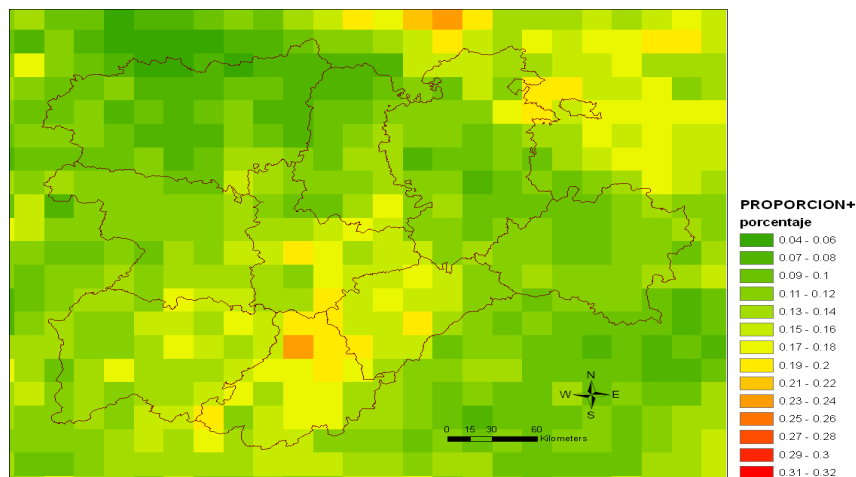 PROPORCION+
porcentaje
0.04 - 0.06
0.07 - 0.08
0.09 - 0.1
0.11 - 0.12
0.13 - 0.14
0.15 - 0.16
0.17 - 0.18
0.19 - 0.2
0.21 - 0.22
0.23 - 0.24
0.25 - 0.26
0.27 - 0.28
0.29 - 0.3
0.31 - 0.32
N
W E
S
0 15 30 60
Kilometers